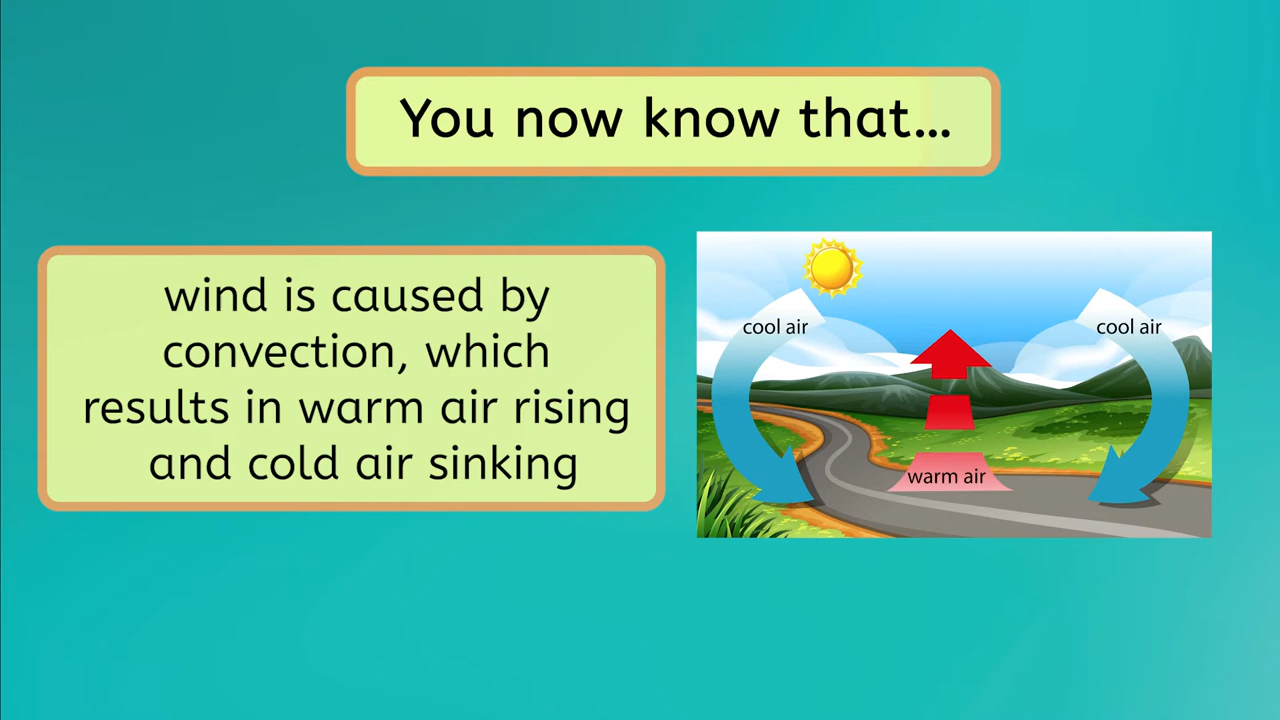 You now know that...
wind is caused by
convection, which
results in warm air rising
and cold air sinking
cool air
cool air
warm air